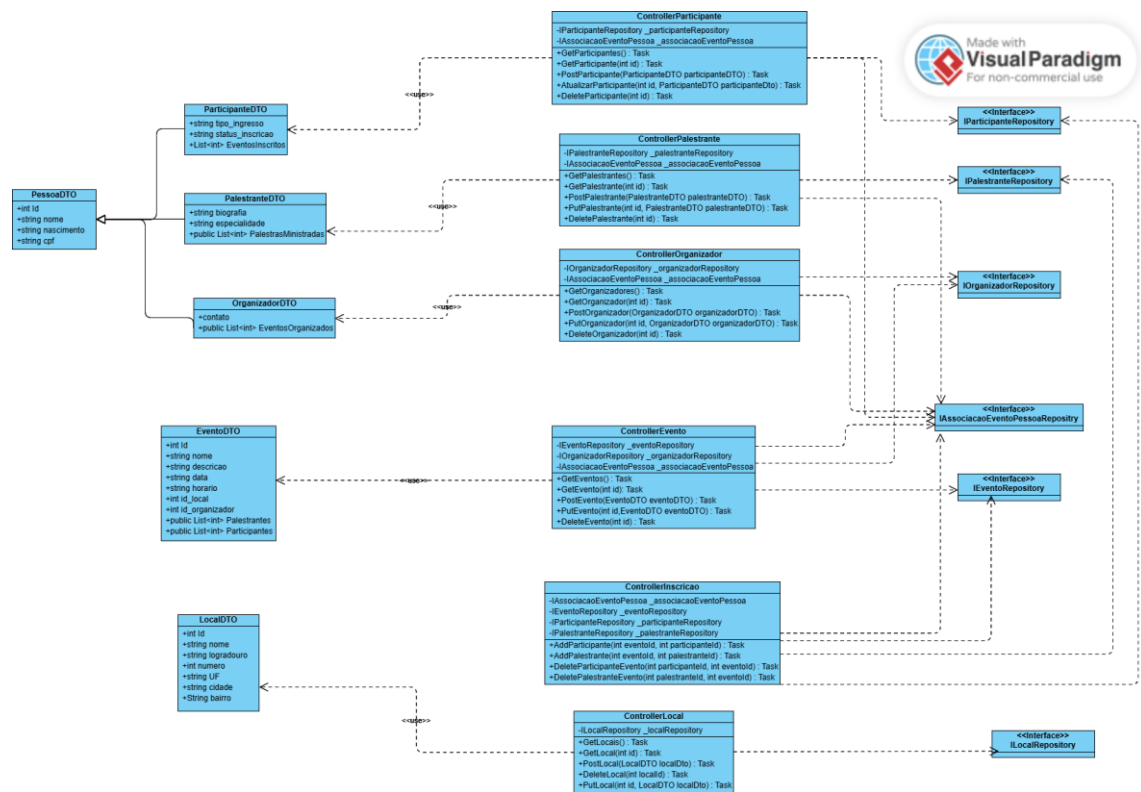 ControllerParticipante
-IParticipanteRepository _participanteRepository
-IAssociacaoEventoPessoa _associacaoEventoPessoa
+GetParticipantes() : Task
+GetParticipante(int id) : Task
+PostParticipante(ParticipanteDTO participanteDTO) : Task
+AtualizarParticipante(int id, ParticipanteDTO participanteDto) : Task
+DeleteParticipante(int id) : Task
Made with
Visual Paradigm
For non-commercial use
<<use>>
ParticipanteDTO
+string tipo_ingresso
+string status_inscricao
+List<int> EventosInscritos
<<Interface>>
IParticipanteRepository
ControllerPalestrante
-IPalestranteRepository _palestranteRepository
-IAssociacaoEventoPessoa _associacaoEventoPessoa
+GetPalestrantes() : Task
+GetPalestrante(int id) : Task
+PostPalestrante(PalestranteDTO palestranteDTO) : Task
+PutPalestrante(int id, PalestranteDTO palestranteDTO) : Task
+DeletePalestrante(int id) : Task
<<Interface>>
IPalestranteRepository
PessoaDTO
+int Id
+string nome
+string nascimento
+string cpf
PalestranteDTO
+string biografia
+string especialidade
+public List<int> PalestrasMinistradas
<<use>>
ControllerOrganizador
-IOrganizadorRepository _organizadorRepository
-IAssociacaoEventoPessoa _associacaoEventoPessoa
+GetOrganizadores() : Task
+GetOrganizador(int id) : Task
+PostOrganizador(OrganizadorDTO organizadorDTO) : Task
+PutOrganizador(int id, OrganizadorDTO organizadorDTO) : Task
+DeleteOrganizador(int id) : Task
<<Interface>>
IOrganizadorRepository
OrganizadorDTO
+contato
+public List<int> EventosOrganizados
<<use>>
<<Interface>>
IAssociacaoEventoPessoaRepositry
EventoDTO
+int Id
+string nome
+string descricao
+string data
+string horario
+int id_local
+int id_organizador
+public List<int> Palestrantes
+public List<int> Participantes
<<use>>
ControllerEvento
-IEventoRepository _eventoRepository
-IOrganizadorRepository _organizadorRepository
-IAssociacaoEventoPessoa _associacaoEventoPessoa
+GetEventos() : Task
+GetEvento(int id): Task
+PostEvento(EventoDTO eventoDTO) : Task
+PutEvento(int id,EventoDTO eventoDTO) : Task
+DeleteEvento(int id) : Task
<<Interface>>
IEventoRepository
ControllerInscricao
-IAssociacaoEventoPessoa _associacaoEventoPessoa
-IEventoRepository _eventoRepository
-IParticipanteRepository _participanteRepository
-IPalestranteRepository _palestranteRepository
+AddParticipante(int eventoId, int participanteId) : Task
+AddPalestrante(int eventoId, int palestranteId) : Task
+DeleteParticipanteEvento(int participanteId, int eventoId) : Task
+DeletePalestranteEvento(int palestranteId, int eventoId) : Task
LocalDTO
+int Id
+string nome
+string logradouro
+int numero
+string UF
+string cidade
+String bairro
<<use>>
ControllerLocal
-ILocalRepository _localRepository
+GetLocais() : Task
+GetLocal(int id) : Task
+PostLocal(LocalDTO localDto) : Task
+DeleteLocal(int localId) : Task
+PutLocal(int id, LocalDTO localDto) : Task
<<Interface>>
ILocalRepository